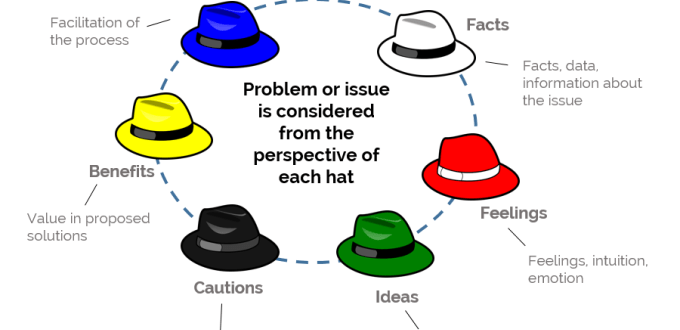 Facilitation of
the process
Facts
Facts, data,
information about
the issue
Problem or issue
is considered
from the
perspective of
each hat
Benefits
Value in proposed
solutions
Feelings
Feelings, intuition,
emotion
Cautions
Ideas